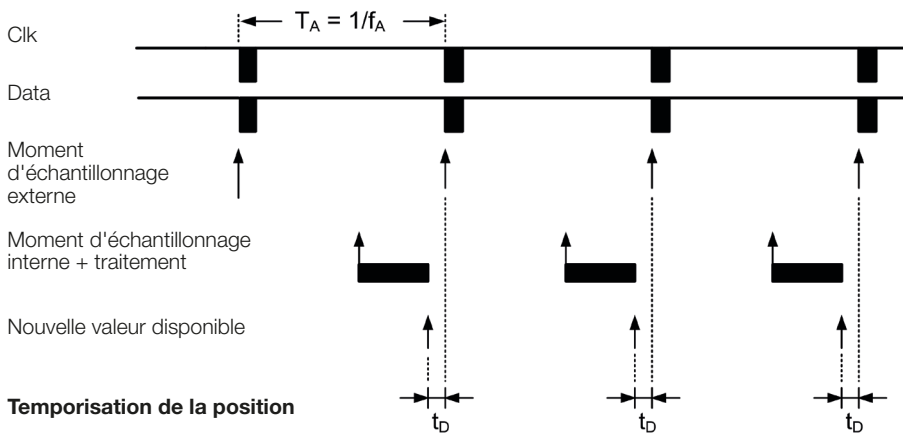 T_A = 1/f_A
Clk
Data
Moment
d'échantillonnage
externe
Moment d'échantillonnage
interne + traitement
Nouvelle valeur disponible
Temporisation de la position
t_D
t_D
t_D